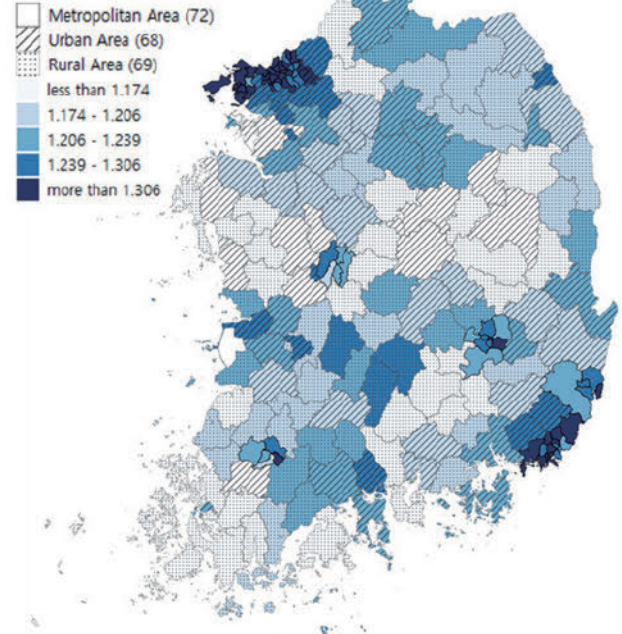 Metropolitan Area (72)
Urban Area (68)
Rural Area (69)
less than 1.174
1.174 - 1.206
1.206 - 1.239
1.239 - 1.306
more than 1.306